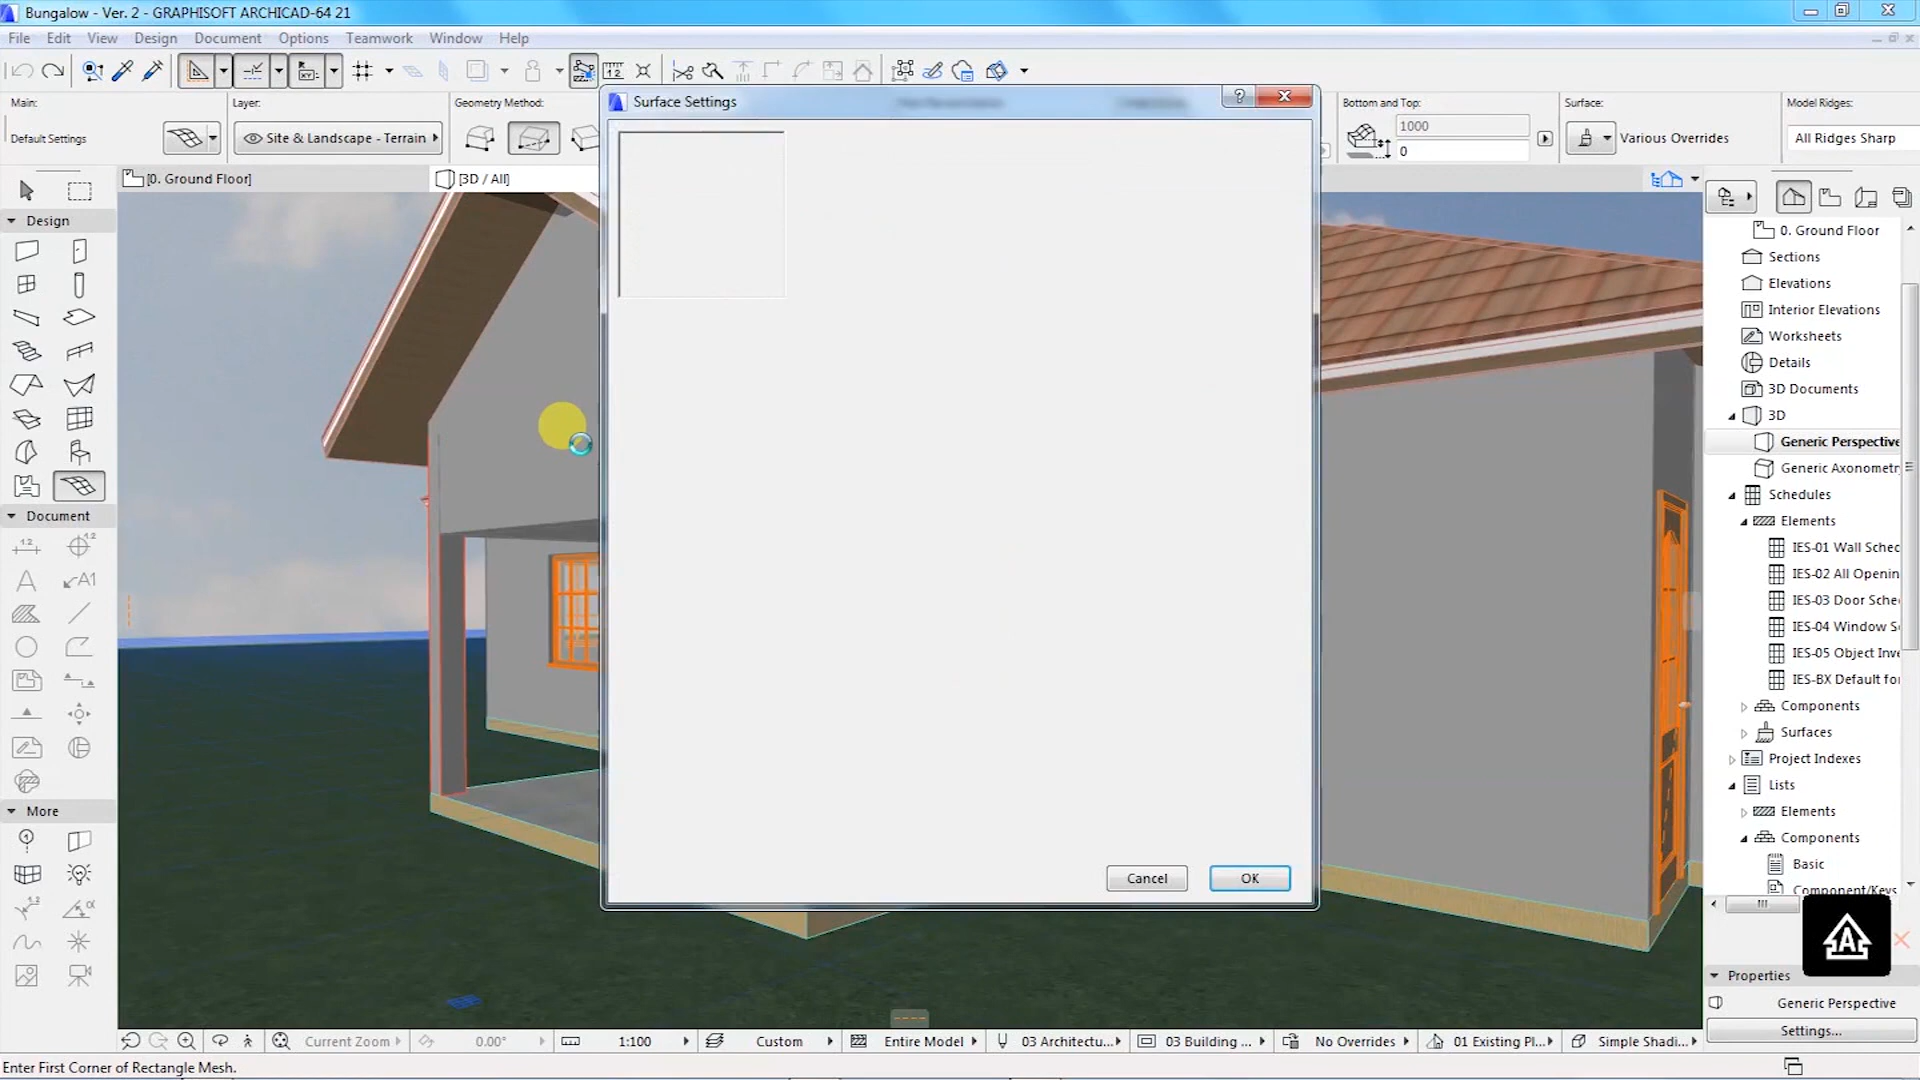 Bungalow - Ver. 2 - GRAPHISOFT ARCHICAD-64 21
File Edit View Design Document Options Teamwork Window Help
Main:
Default Settings
Layer:
Site & Landscape - Terrain
Geometry Method:
Surface Settings
Bottom and Top:
1000
0
Surface:
Various Overrides
Model Ridges:
All Ridges Sharp
[0. Ground Floor]
[3D / All]
Design
Document
More
Cancel
OK
0. Ground Floor
Sections
Elevations
Interior Elevations
Worksheets
Details
3D Documents
3D
Generic Perspective
Generic Axonometr
Schedules
Elements
IES-01 Wall Sched
IES-02 All Openin
IES-03 Door Sche
IES-04 Window S
IES-05 Object Inve
IES-BX Default for
Components
Surfaces
Project Indexes
Lists
Elements
Components
Basic
Component/Keys
Properties
Generic Perspective
Settings...
Current Zoom
0.00°
1:100
Custom
Entire Model
03 Architectu...
03 Building ...
No Overrides
01 Existing Pl...
Simple Shadi...
Enter First Corner of Rectangle Mesh.